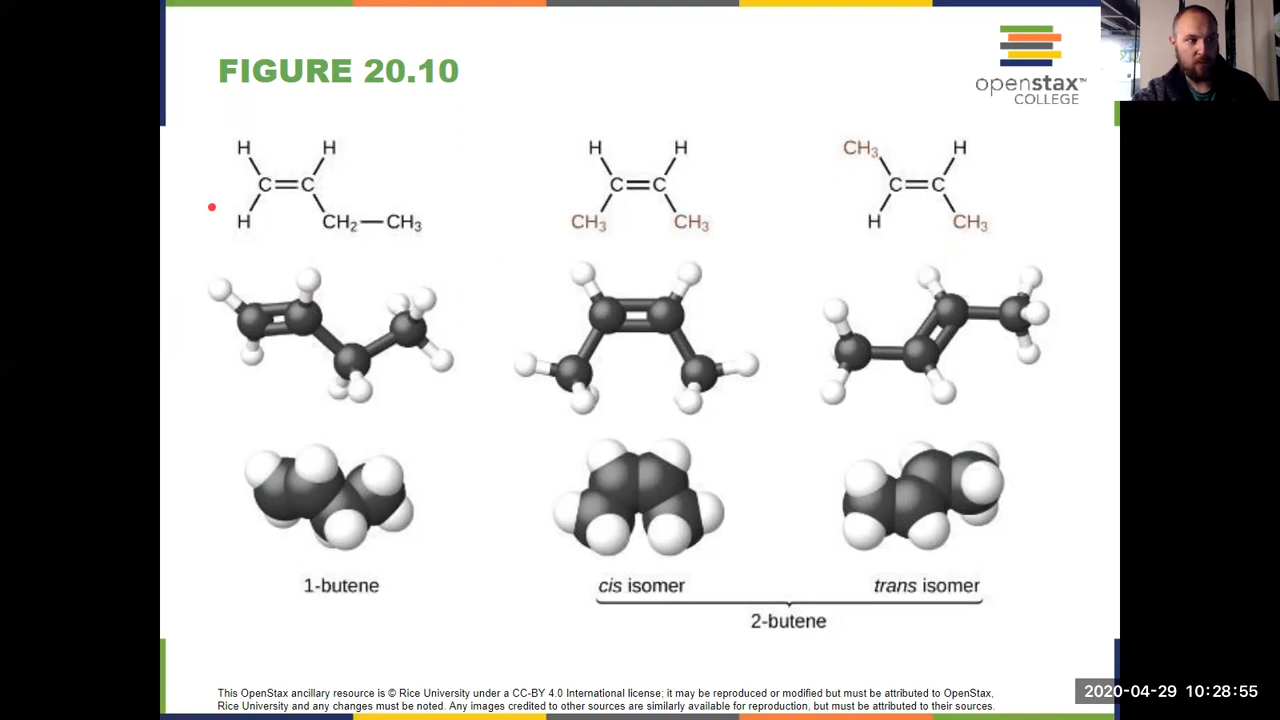 FIGURE 20.10
openstax™
COLLEGE
H H
C=C
H CH₂—CH₃
H H
C=C
CH₃ CH₃
CH₃ H
C=C
H CH₃
1-butene
cis isomer
trans isomer
2-butene
This OpenStax ancillary resource is © Rice University under a CC-BY 4.0 International license; it may be reproduced or modified but must be attributed to OpenStax,
Rice University and any changes must be noted. Any images credited to other sources are similarly available for reproduction, but must be attributed to their sources.
2020-04-29 10:28:55